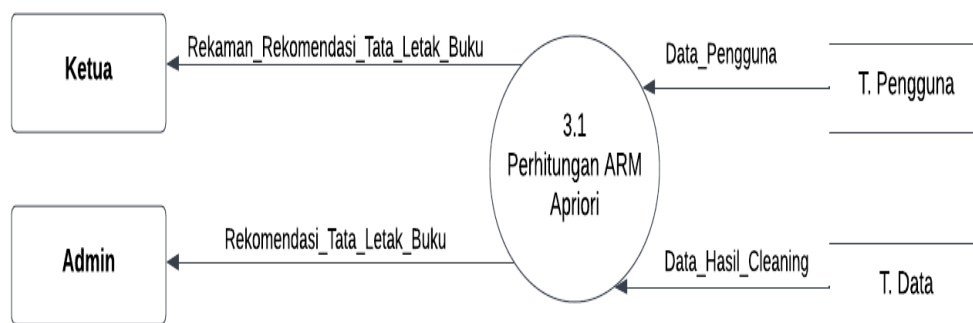 Ketua
Rekaman_Rekomendasi_Tata_Letak_Buku
Data_Pengguna
T. Pengguna
3.1
Perhitungan ARM
Apriori
Admin
Rekomendasi_Tata_Letak_Buku
Data_Hasil_Cleaning
T. Data